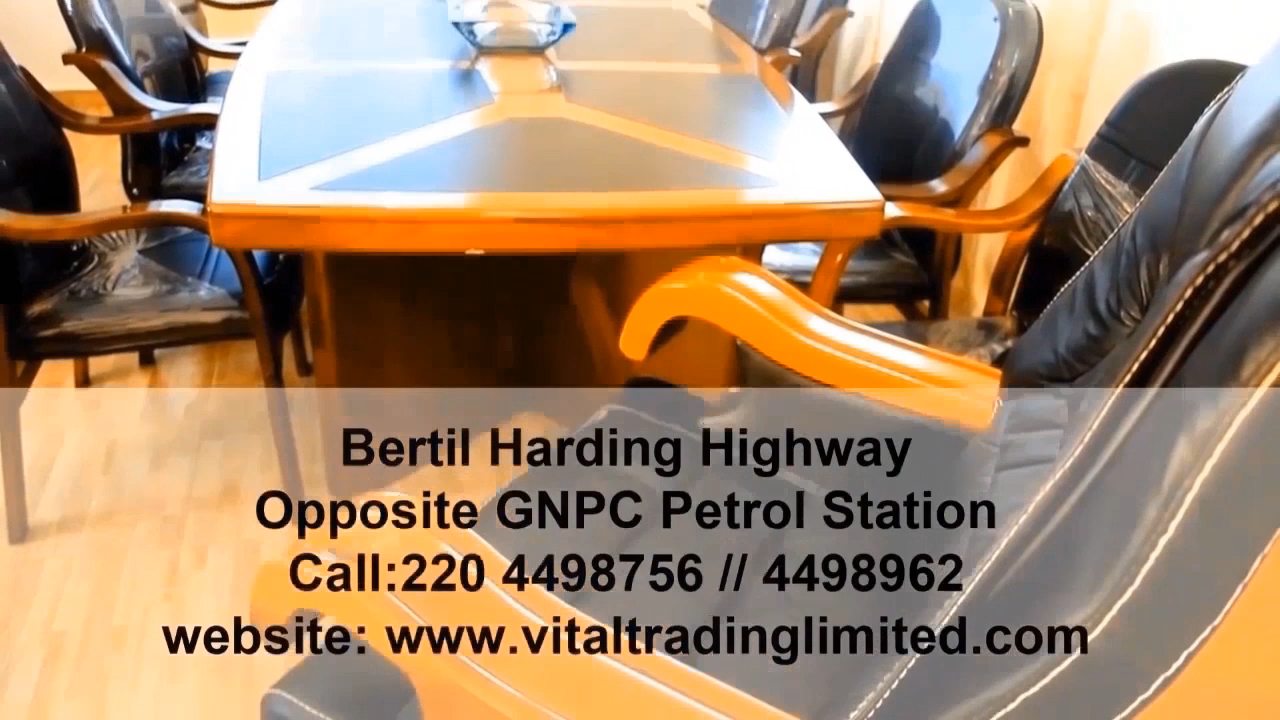 Bertil Harding Highway
Opposite GNPC Petrol Station
Call:220 4498756 // 4498962
website: www.vitaltradinglimited.com